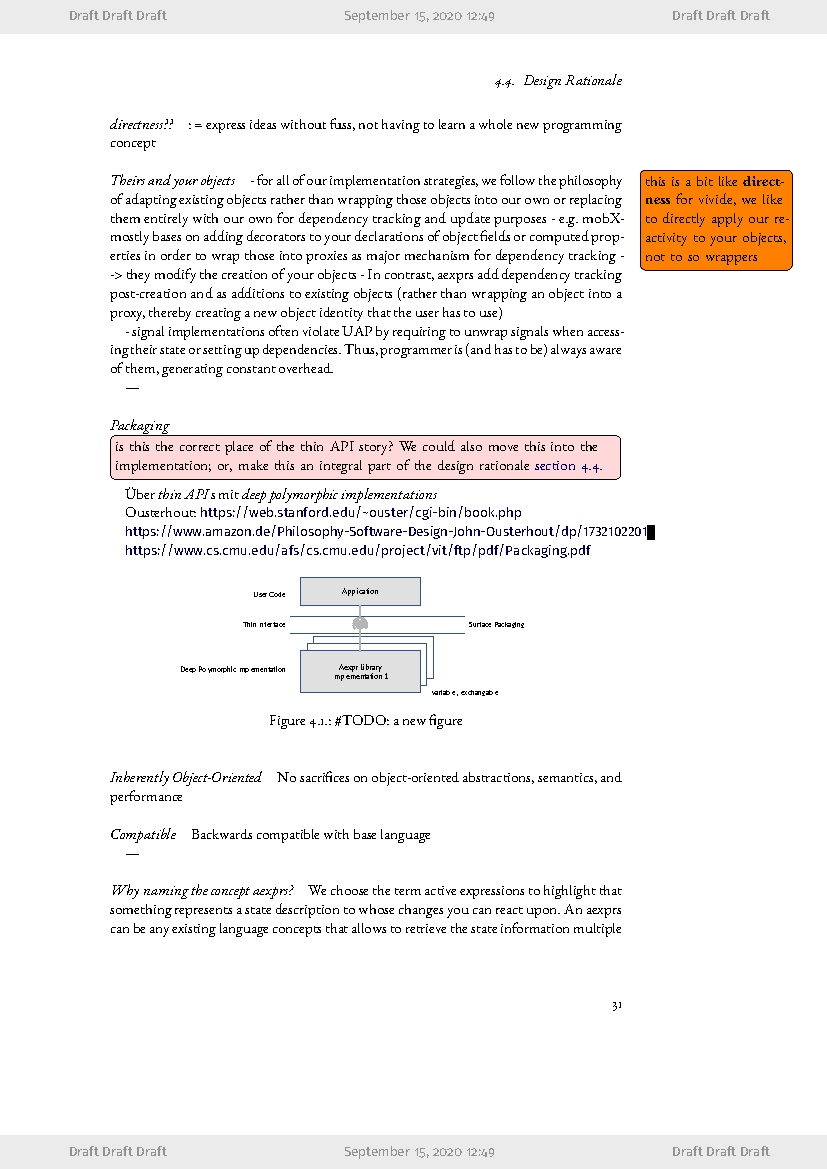 Draft Draft Draft September 15, 2020 12:49 Draft Draft Draft
4.4. Design Rationale
directness?? : = express ideas without fuss, not having to learn a whole new programming
concept
Theirs and your objects - for all of our implementation strategies, we follow the philosophy
of adapting existing objects rather than wrapping those objects into our own or replacing
them entirely with our own for dependency tracking and update purposes - e.g. mobX-
mostly bases on adding decorators to your declarations of object fields or computed prop-
erties in order to wrap those into proxies as major mechanism for dependency tracking -
-> they modify the creation of your objects - In contrast, aexprs add dependency tracking
post-creation and as additions to existing objects (rather than wrapping an object into a
proxy, thereby creating a new object identity that the user has to use)
- signal implementations often violate UAP by requiring to unwrap signals when access-
ing their state or setting up dependencies. Thus, programmer is (and has to be) always aware
of them, generating constant overhead.
—
this is a bit like direct-
ness for vivide, we like
to directly apply our re-
activity to your objects,
not to so wrappers
Packaging
is this the correct place of the thin API story? We could also move this into the
implementation; or, make this an integral part of the design rationale section 4.4.
Über thin APIs mit deep polymorphic implementations
Ousterhout: https://web.stanford.edu/~ouster/cgi-bin/book.php
https://www.amazon.de/Philosophy-Software-Design-John-Ousterhout/dp/1732102201
https://www.cs.cmu.edu/afs/cs.cmu.edu/project/vit/ftp/pdf/Packaging.pdf
User Code Application
Thin Interface Surface Packaging
Deep Polymorphic Implementation Aexpr Library
Implementation 1
variable, exchangable
Figure 4.1.: #TODO: a new figure
Inherently Object-Oriented No sacrifices on object-oriented abstractions, semantics, and
performance
Compatible Backwards compatible with base language
—
Why naming the concept aexprs? We choose the term active expressions to highlight that
something represents a state description to whose changes you can react upon. An aexprs
can be any existing language concepts that allows to retrieve the state information multiple
31
Draft Draft Draft September 15, 2020 12:49 Draft Draft Draft